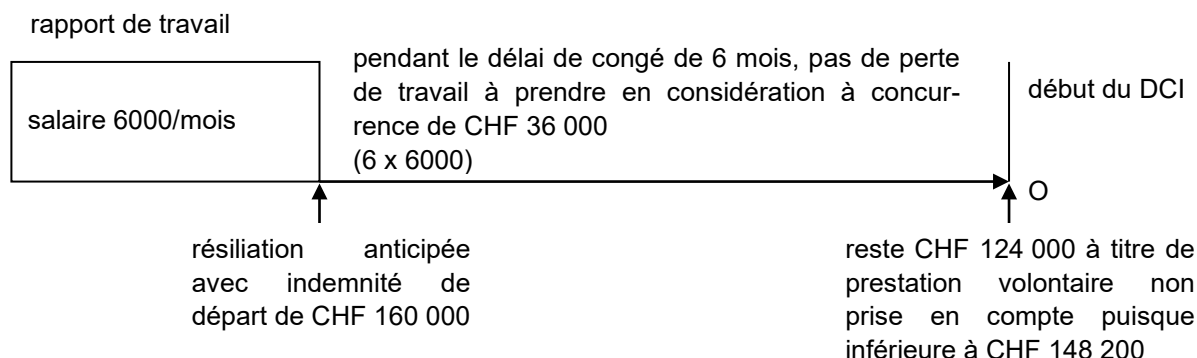 rapport de travail
salaire 6000/mois
pendant le délai de congé de 6 mois, pas de perte
de travail à prendre en considération à concur-
rence de CHF 36 000
(6 x 6000)
début du DCI
O
résiliation anticipée
avec indemnité de
départ de CHF 160 000
reste CHF 124 000 à titre de
prestation volontaire non
prise en compte puisque
inférieure à CHF 148 200